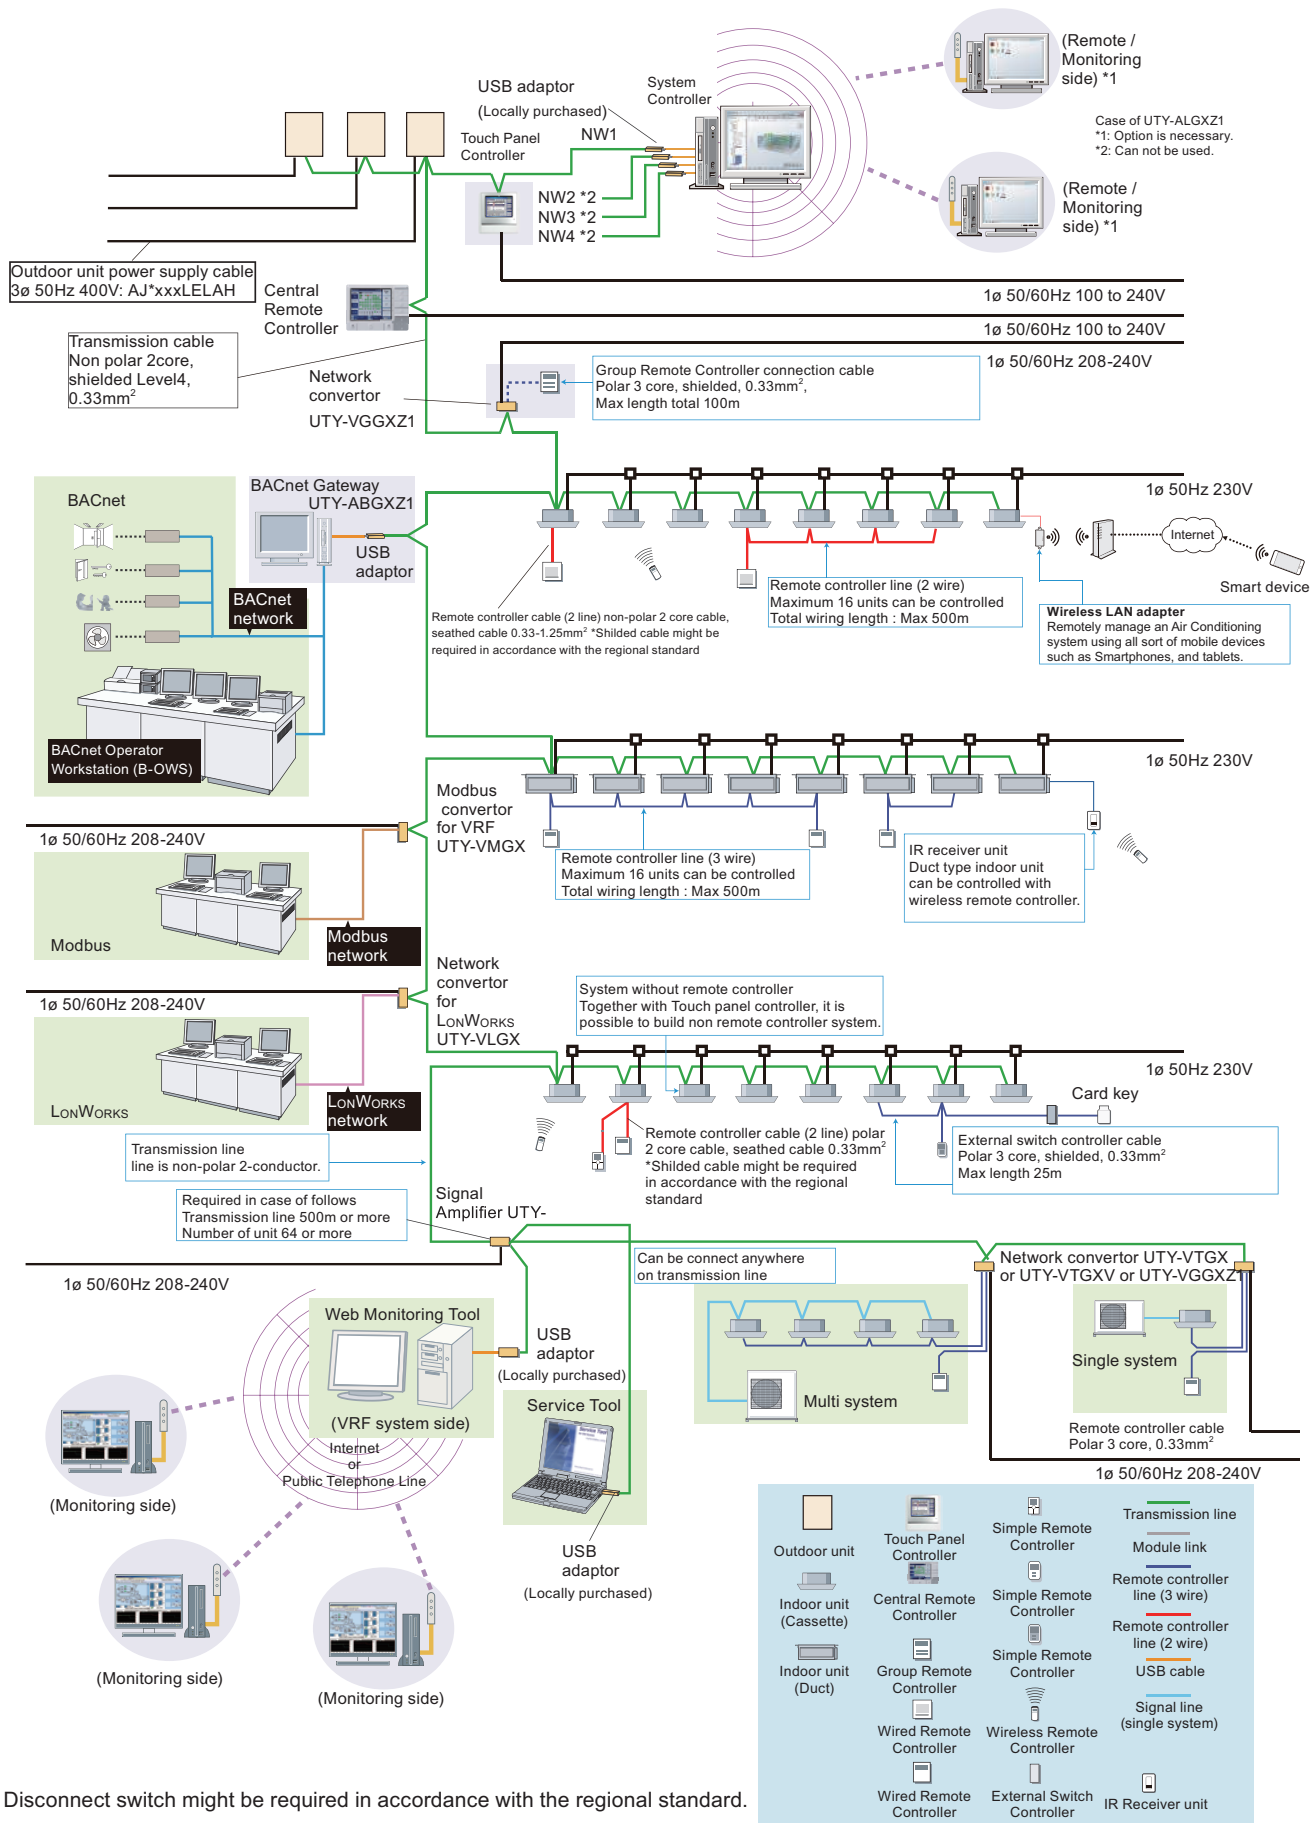 (Remote /
Monitoring
side) *1
USB adaptor
(Locally purchased)
System
Controller
Case of UTY-ALGXZ1
*1: Option is necessary.
*2: Can not be used.
Touch Panel
Controller
NW1
NW2 *2
NW3 *2
NW4 *2
(Remote /
Monitoring
side) *1
Outdoor unit power supply cable
3ø 50Hz 400V: AJ*xxxLELAH
Central
Remote
Controller
1ø 50/60Hz 100 to 240V
1ø 50/60Hz 100 to 240V
Transmission cable
Non polar 2core,
shielded Level4,
0.33mm²
1ø 50/60Hz 208-240V
Network
convertor
UTY-VGGXZ1
Group Remote Controller connection cable
Polar 3 core, shielded, 0.33mm²,
Max length total 100m
BACnet
BACnet Gateway
UTY-ABGXZ1
USB
adaptor
BACnet
network
BACnet Operator
Workstation (B-OWS)
1ø 50Hz 230V
Internet
Smart device
Remote controller cable (2 line) non-polar 2 core cable,
seathed cable 0.33-1.25mm² *Shilded cable might be
required in accordance with the regional standard
Remote controller line (2 wire)
Maximum 16 units can be controlled
Total wiring length : Max 500m
Wireless LAN adapter
Remotely manage an Air Conditioning
system using all sort of mobile devices
such as Smartphones, and tablets.
1ø 50Hz 230V
Modbus
convertor
for VRF
UTY-VMGX
1ø 50/60Hz 208-240V
Modbus
Modbus
network
Remote controller line (3 wire)
Maximum 16 units can be controlled
Total wiring length : Max 500m
IR receiver unit
Duct type indoor unit
can be controlled with
wireless remote controller.
Network
convertor
for
LONWORKS
UTY-VLGX
1ø 50/60Hz 208-240V
LONWORKS
LONWORKS
network
System without remote controller
Together with Touch panel controller, it is
possible to build non remote controller system.
1ø 50Hz 230V
Card key
Transmission line
line is non-polar 2-conductor.
Remote controller cable (2 line) polar
2 core cable, seathed cable 0.33mm²
*Shilded cable might be required
in accordance with the regional
standard
External switch controller cable
Polar 3 core, shielded, 0.33mm²
Max length 25m
Required in case of follows
Transmission line 500m or more
Number of unit 64 or more
Signal
Amplifier UTY-
1ø 50/60Hz 208-240V
Can be connect anywhere
on transmission line
Network convertor UTY-VTGX
or UTY-VTGXV or UTY-VGGXZ1
Web Monitoring Tool
(VRF system side)
USB
adaptor
(Locally purchased)
Multi system
Single system
Remote controller cable
Polar 3 core, 0.33mm²
1ø 50/60Hz 208-240V
Service Tool
Service Tool
USB
adaptor
(Locally purchased)
Internet
or
Public Telephone Line
(Monitoring side)
(Monitoring side)
(Monitoring side)
Outdoor unit
Indoor unit
(Cassette)
Indoor unit
(Duct)
Touch Panel
Controller
Central Remote
Controller
Group Remote
Controller
Wired Remote
Controller
Wired Remote
Controller
Simple Remote
Controller
Simple Remote
Controller
Simple Remote
Controller
Wireless Remote
Controller
External Switch
Controller
Transmission line
Module link
Remote controller
line (3 wire)
Remote controller
line (2 wire)
USB cable
Signal line
(single system)
IR Receiver unit
Disconnect switch might be required in accordance with the regional standard.